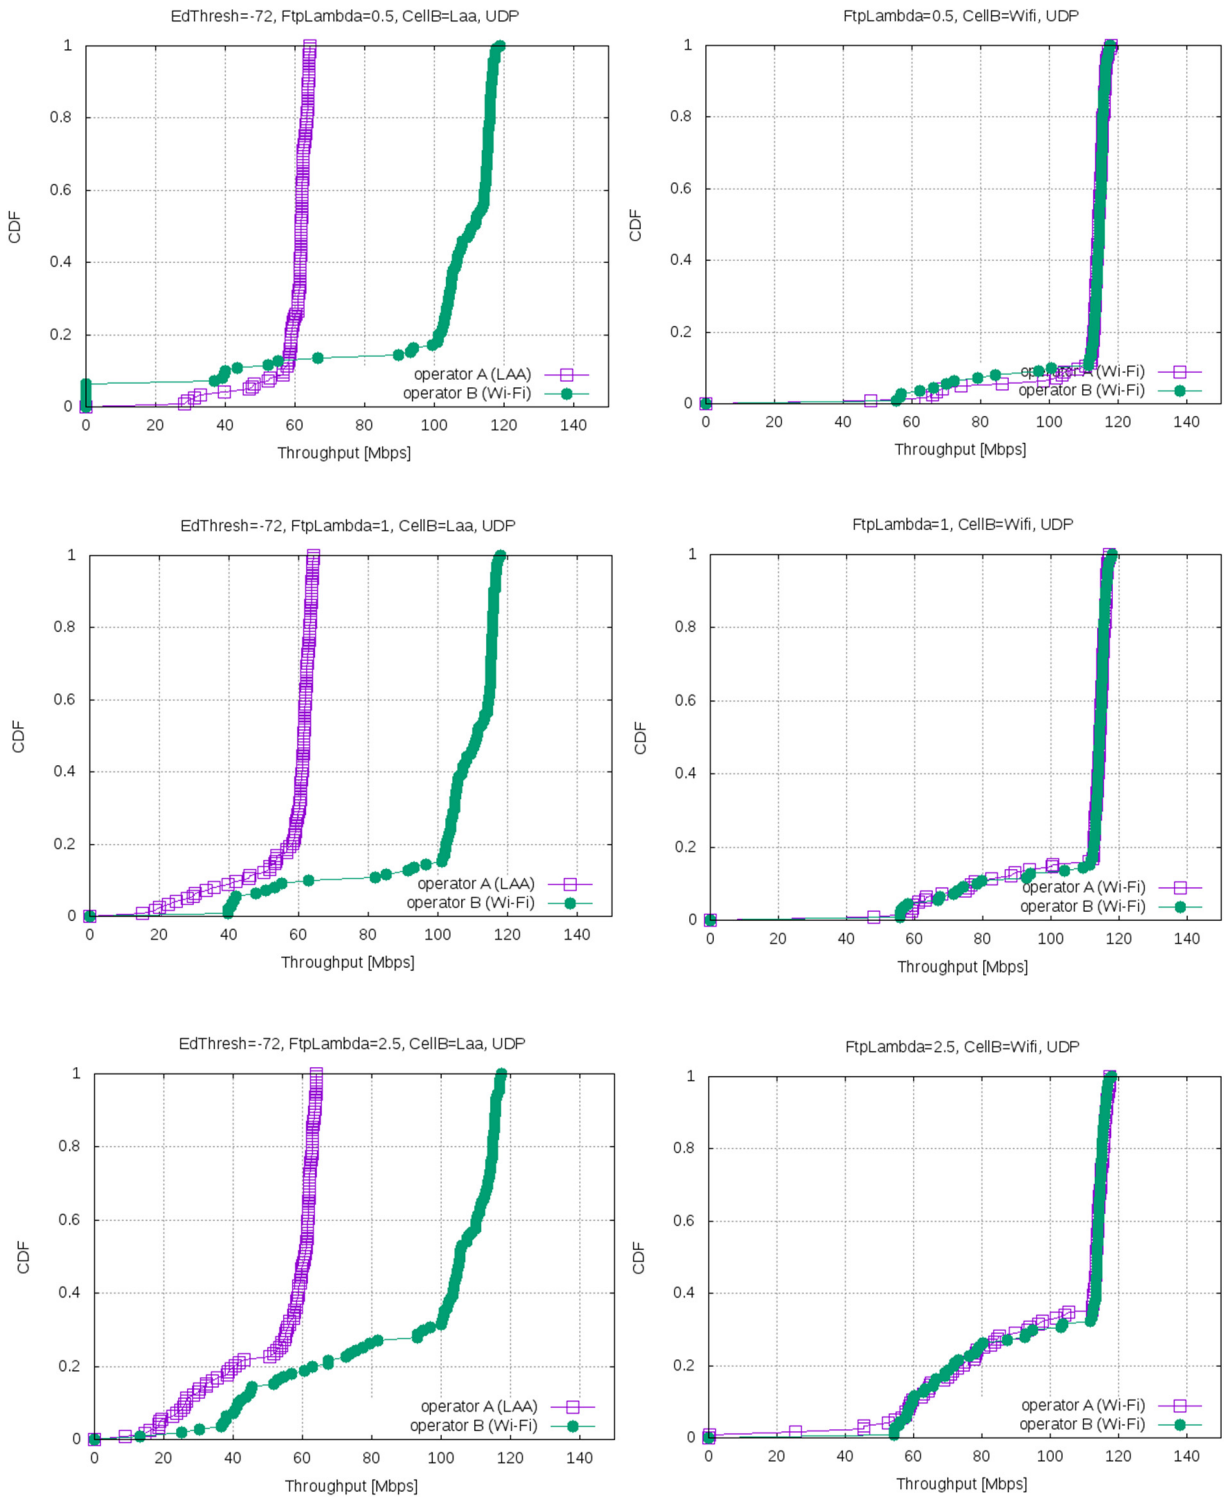 EdThresh=-72, FtpLambda=0.5, CellB=Laa, UDP
1
0.8
0.6
0.4
0.2
0
CDF
operator A (LAA)
operator B (Wi-Fi)
0 20 40 60 80 100 120 140
Throughput [Mbps]
FtpLambda=0.5, CellB=Wifi, UDP
1
0.8
0.6
0.4
0.2
0
CDF
operator A (Wi-Fi)
operator B (Wi-Fi)
0 20 40 60 80 100 120 140
Throughput [Mbps]
EdThresh=-72, FtpLambda=1, CellB=Laa, UDP
1
0.8
0.6
0.4
0.2
0
CDF
operator A (LAA)
operator B (Wi-Fi)
0 20 40 60 80 100 120 140
Throughput [Mbps]
FtpLambda=1, CellB=Wifi, UDP
1
0.8
0.6
0.4
0.2
0
CDF
operator A (Wi-Fi)
operator B (Wi-Fi)
0 20 40 60 80 100 120 140
Throughput [Mbps]
EdThresh=-72, FtpLambda=2.5, CellB=Laa, UDP
1
0.8
0.6
0.4
0.2
0
CDF
operator A (LAA)
operator B (Wi-Fi)
0 20 40 60 80 100 120 140
Throughput [Mbps]
FtpLambda=2.5, CellB=Wifi, UDP
1
0.8
0.6
0.4
0.2
0
CDF
operator A (Wi-Fi)
operator B (Wi-Fi)
0 20 40 60 80 100 120 140
Throughput [Mbps]